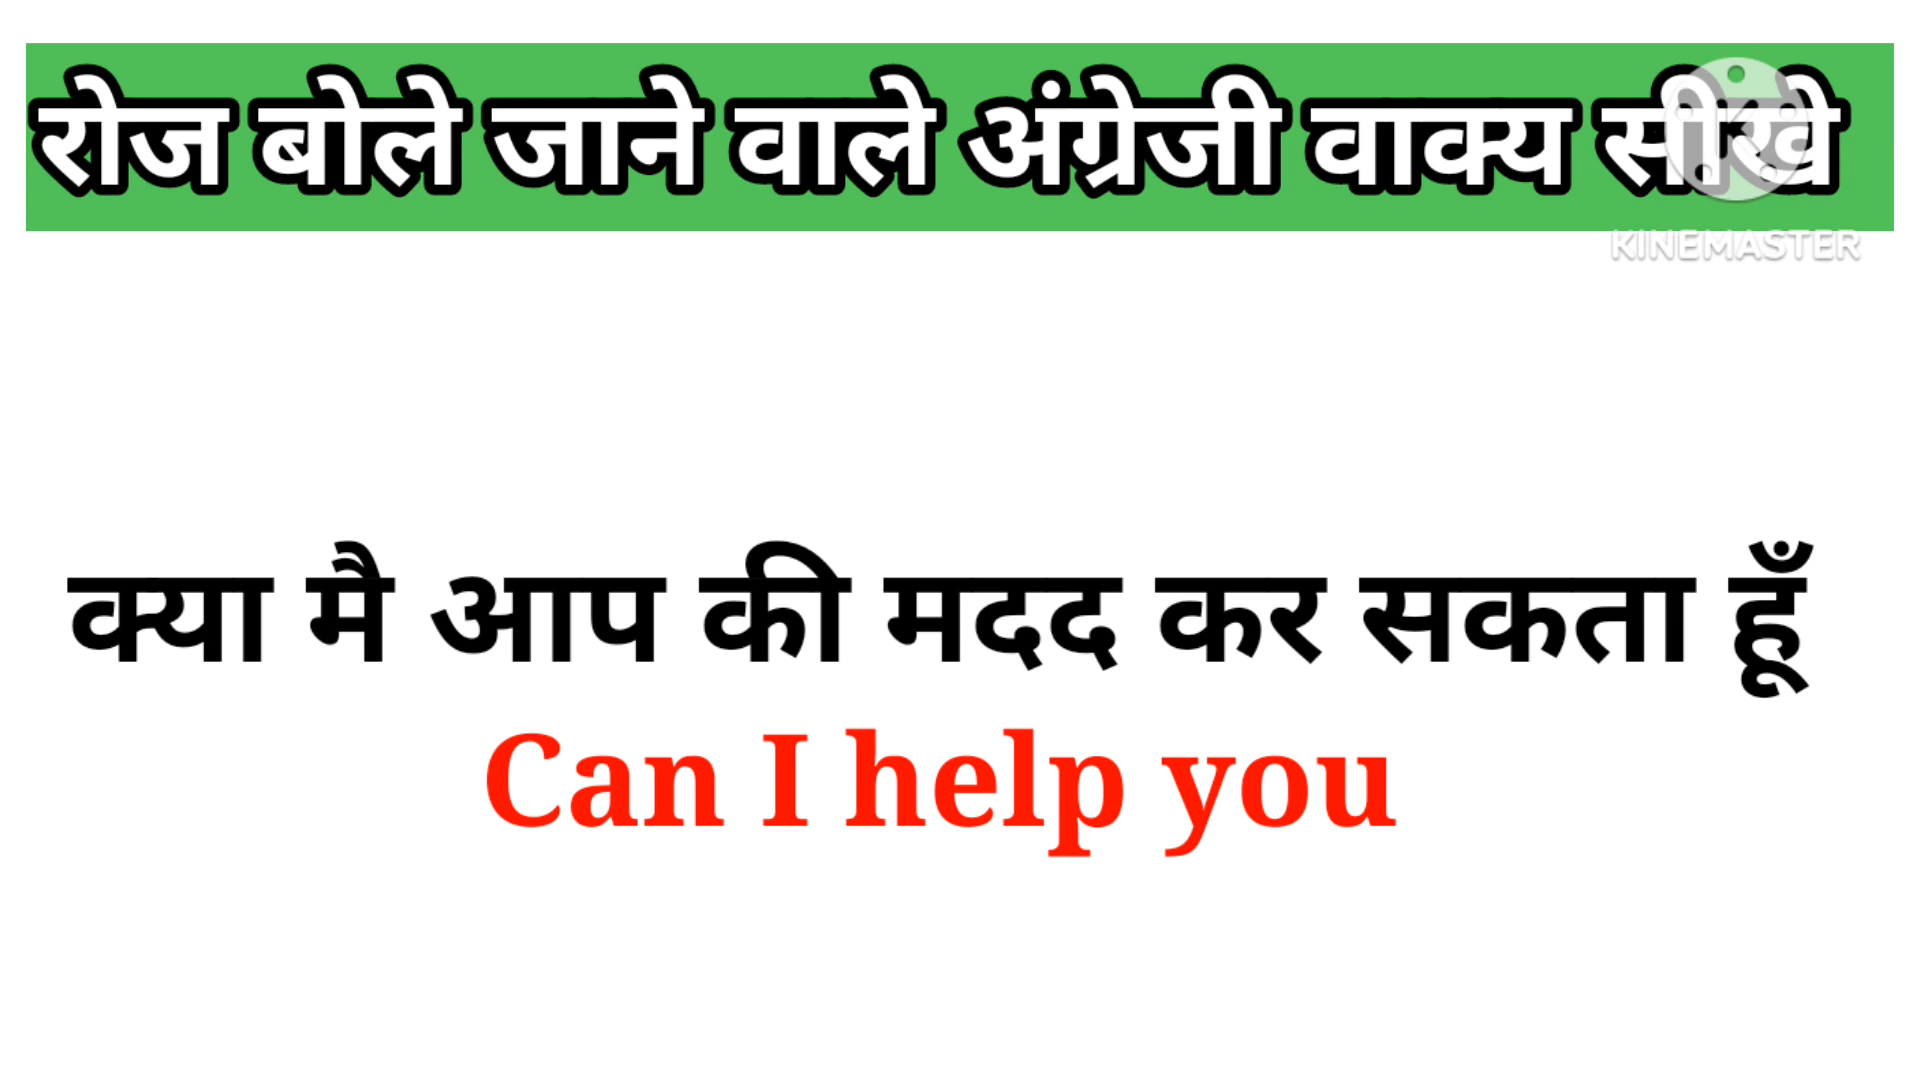 रोज बोले जाने वाले अंग्रेजी वाक्य सीखे
KINEMASTER
क्या मै आप की मदद कर सकता हूँ
Can I help you